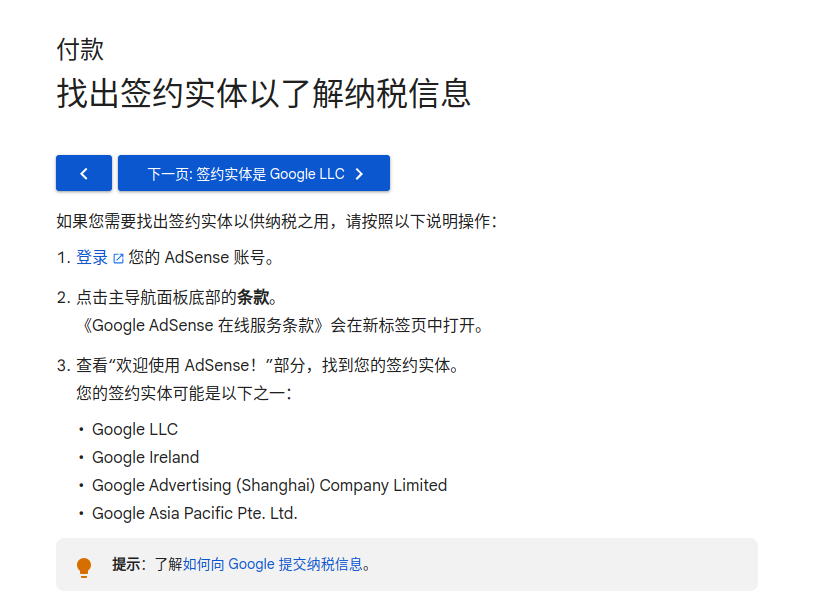 付款
找出签约实体以了解纳税信息
下一页: 签约实体是 Google LLC
如果您需要找出签约实体以供纳税之用，请按照以下说明操作：
1. 登录 您的 AdSense 账号。
2. 点击主导航面板底部的条款。
《Google AdSense 在线服务条款》会在新标签页中打开。
3. 查看“欢迎使用 AdSense！”部分，找到您的签约实体。
您的签约实体可能是以下之一：
• Google LLC
• Google Ireland
• Google Advertising (Shanghai) Company Limited
• Google Asia Pacific Pte. Ltd.
提示：了解如何向 Google 提交纳税信息。